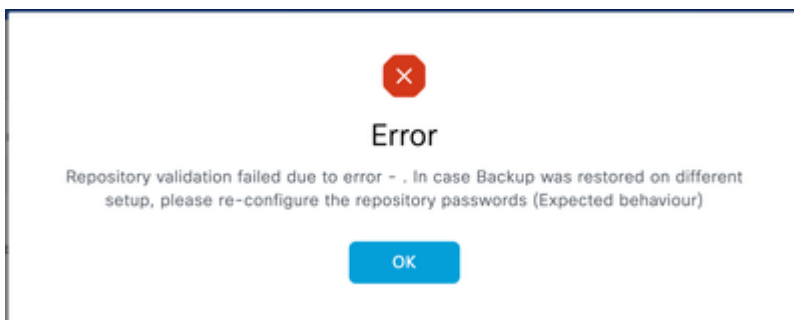 Error
Repository validation failed due to error - . In case Backup was restored on different
setup, please re-configure the repository passwords (Expected behaviour)
OK